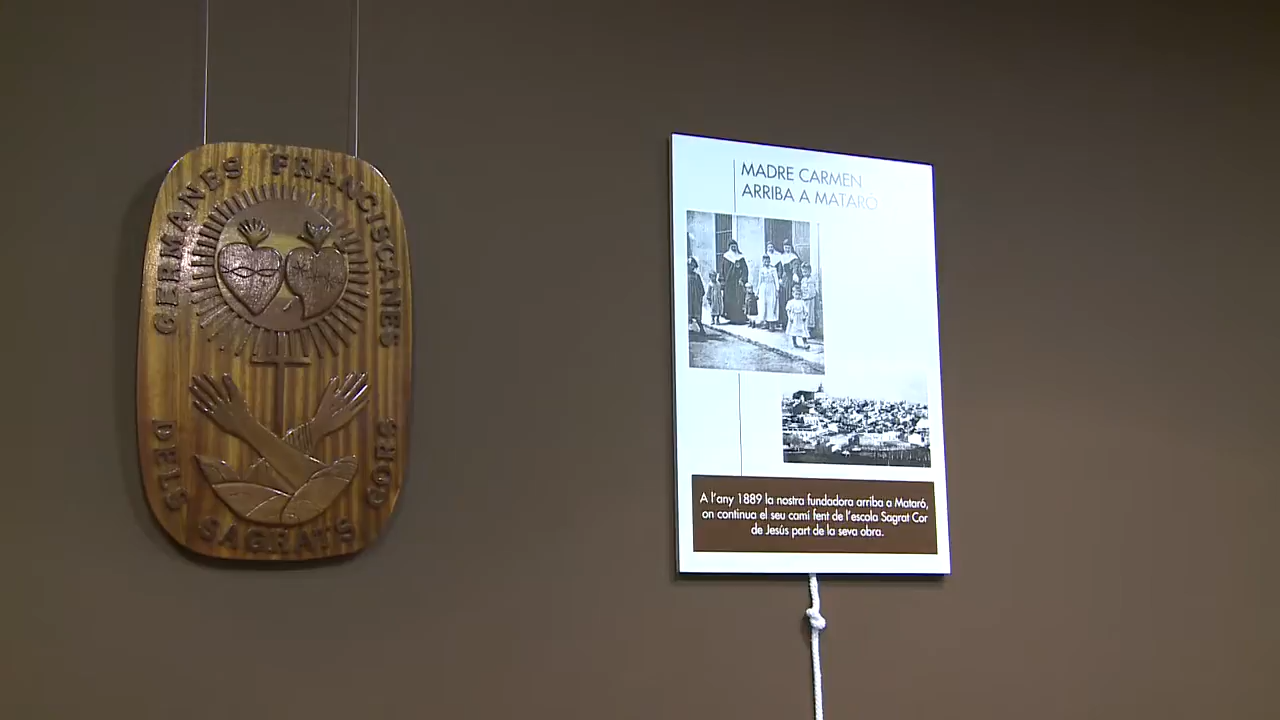 GERMANES FRANCISCANES
DELS SAGRATS CORS
MADRE CARMEN
ARRIBA A MATARÓ
A l'any 1889 la nostra fundadora arriba a Mataró,
on continua el seu camí fent de l'escola Sagrat Cor
de Jesús part de la seva obra.